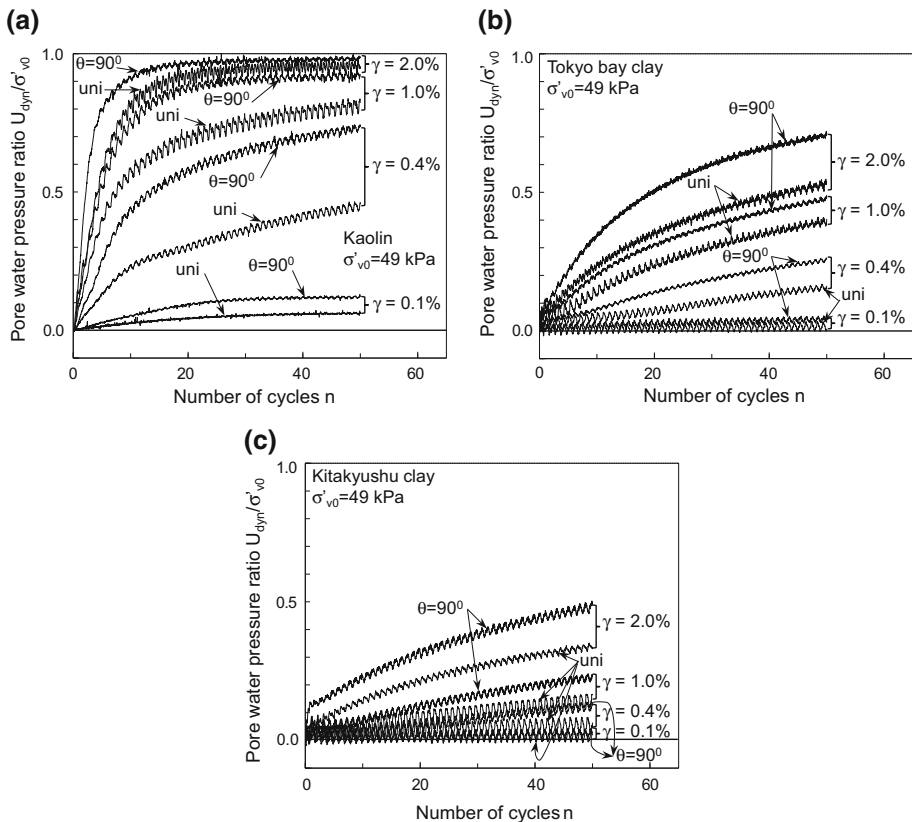 (a)
Pore water pressure ratio U_dyn/σ'_v0
1.0
0.5
0.0
0
20
40
60
Number of cycles n
θ=90⁰
uni
θ=90⁰
uni
θ=90⁰
uni
uni
θ=90⁰
Kaolin
σ'_v0=49 kPa
γ = 2.0%
γ = 1.0%
γ = 0.4%
γ = 0.1%
(b)
Pore water pressure ratio U_dyn/σ'_v0
1.0
0.5
0.0
0
20
40
60
Number of cycles n
Tokyo bay clay
σ'_v0=49 kPa
θ=90⁰
uni
θ=90⁰
uni
γ = 2.0%
γ = 1.0%
γ = 0.4%
γ = 0.1%
(c)
Pore water pressure ratio U_dyn/σ'_v0
1.0
0.5
0.0
0
20
40
60
Number of cycles n
Kitakyushu clay
σ'_v0=49 kPa
θ=90⁰
uni
γ = 2.0%
γ = 1.0%
γ = 0.4%
γ = 0.1%
θ=90⁰